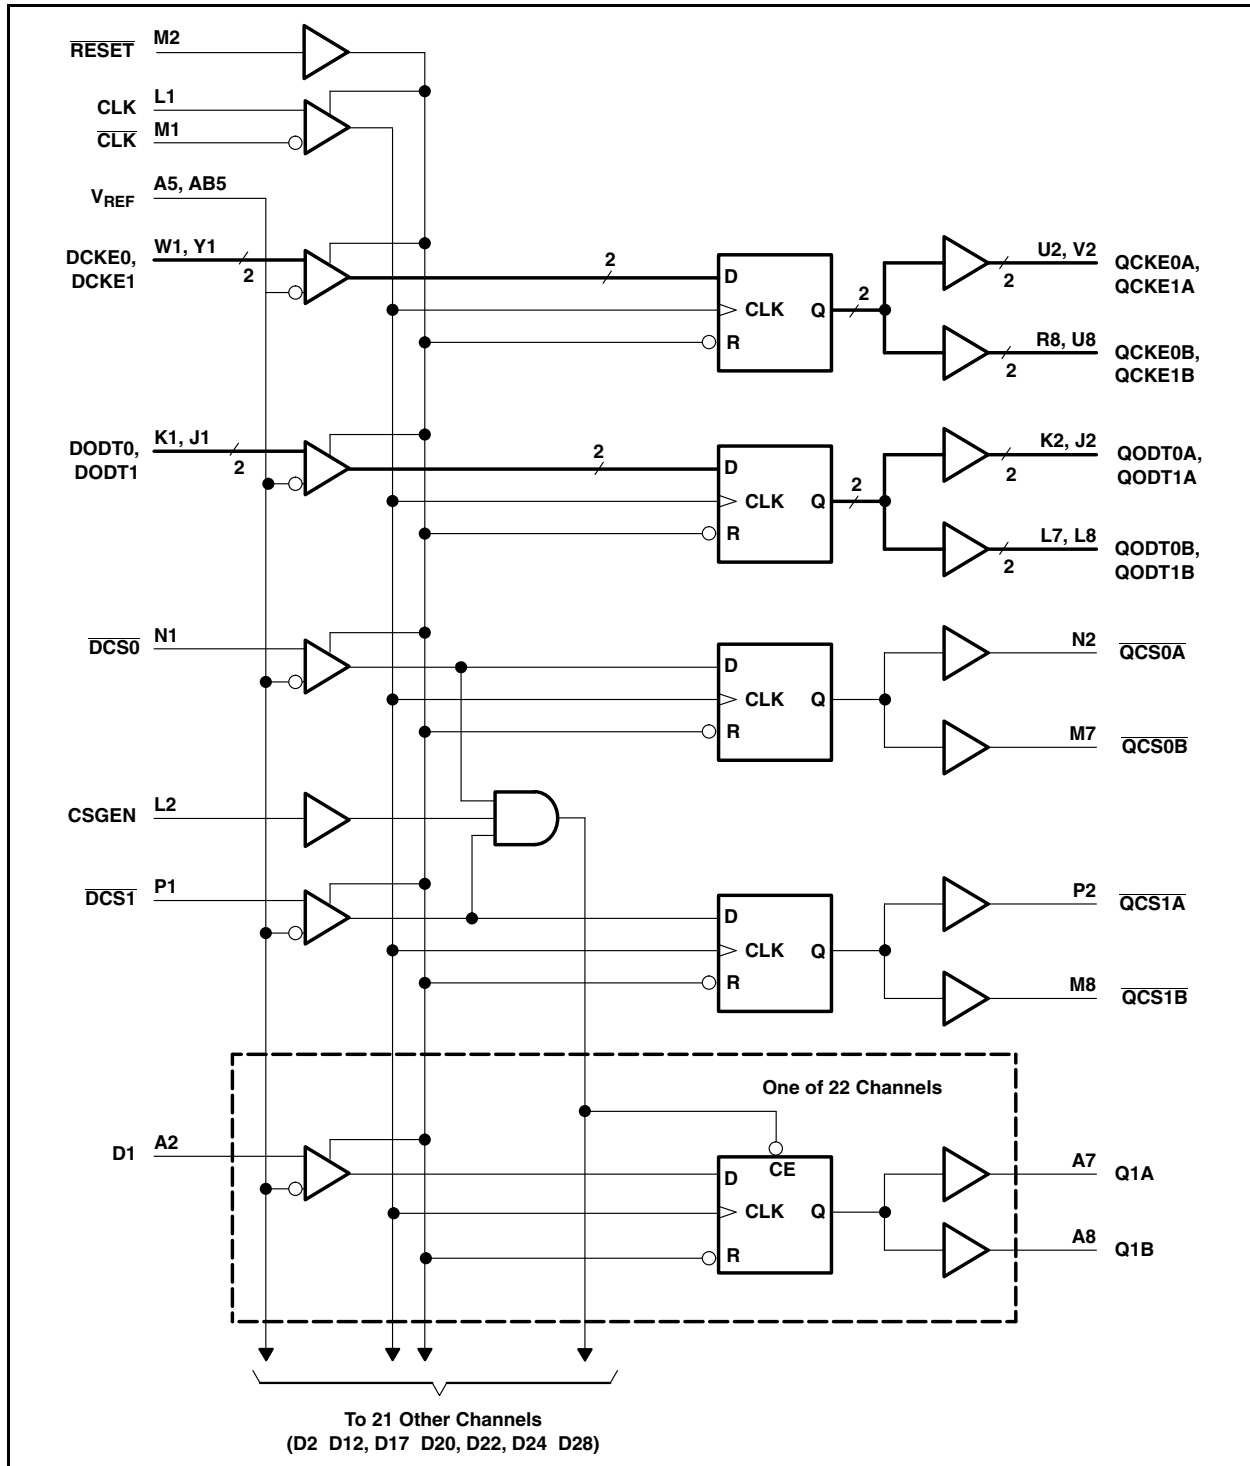 RESET M2
CLK L1
CLK M1
VREF A5, AB5
DCKE0, W1, Y1
DCKE1 2
2
D
CLK Q
R
2
U2, V2 QCKE0A,
2 QCKE1A
R8, U8 QCKE0B,
2 QCKE1B
DODT0, K1, J1
DODT1 2
2
D
CLK Q
R
2
K2, J2 QODT0A,
2 QODT1A
L7, L8 QODT0B,
2 QODT1B
DCS0 N1
D
CLK Q
R
N2 QCS0A
M7 QCS0B
CSGEN L2
DCS1 P1
D
CLK Q
R
P2 QCS1A
M8 QCS1B
One of 22 Channels
D1 A2
CE
D
CLK Q
R
A7 Q1A
A8 Q1B
To 21 Other Channels
(D2 D12, D17 D20, D22, D24 D28)